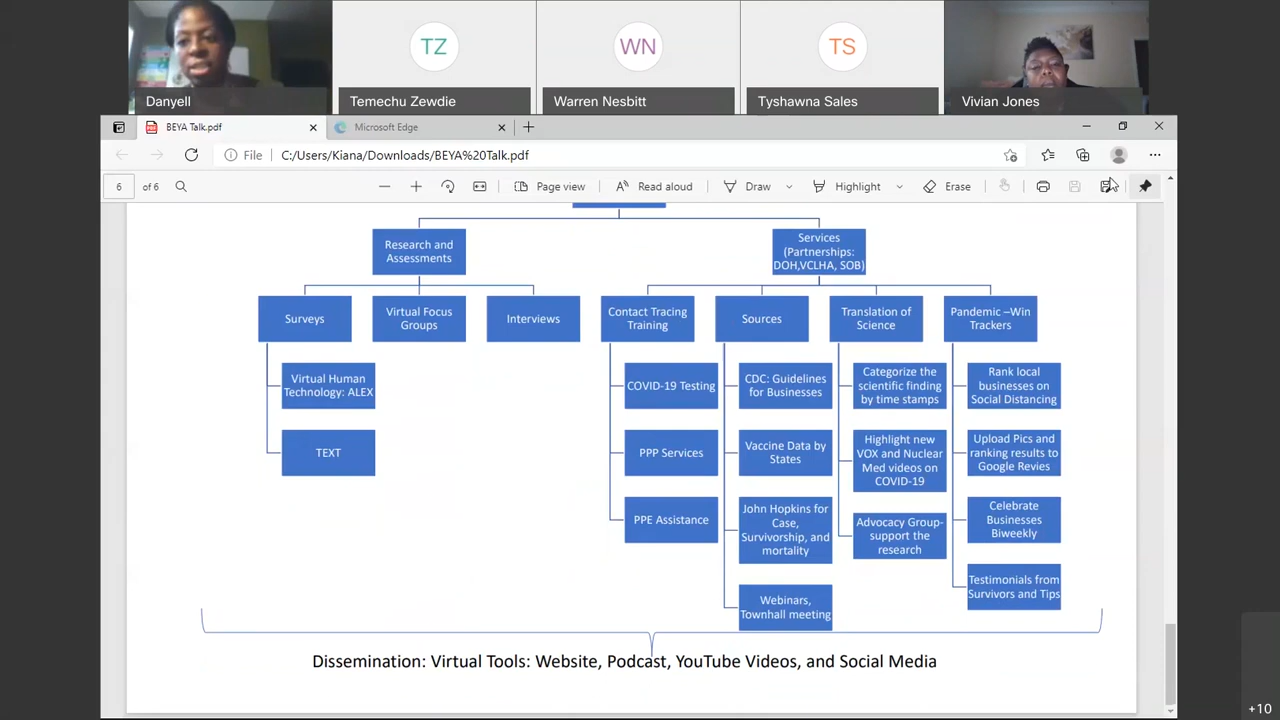 TZ
WN
TS
Danyell
Temechu Zewdie
Warren Nesbitt
Tyshawna Sales
Vivian Jones
BEYA Talk.pdf
Microsoft Edge
File
C:/Users/Kiana/Downloads/BEYA%20Talk.pdf
6
of 6
Page view
Read aloud
Draw
Highlight
Erase
Research and
Assessments
Services
(Partnerships:
DOH,VCLHA, SOB)
Surveys
Virtual Focus
Groups
Interviews
Contact Tracing
Training
Sources
Translation of
Science
Pandemic –Win
Trackers
Virtual Human
Technology: ALEX
TEXT
COVID-19 Testing
PPP Services
PPE Assistance
CDC: Guidelines
for Businesses
Vaccine Data by
States
John Hopkins for
Case,
Survivorship, and
mortality
Webinars,
Townhall meeting
Categorize the
scientific finding
by time stamps
Highlight new
VOX and Nuclear
Med videos on
COVID-19
Advocacy Group-
support the
research
Rank local
businesses on
Social Distancing
Upload Pics and
ranking results to
Google Revies
Celebrate
Businesses
Biweekly
Testimonials from
Survivors and Tips
Dissemination: Virtual Tools: Website, Podcast, YouTube Videos, and Social Media
+10